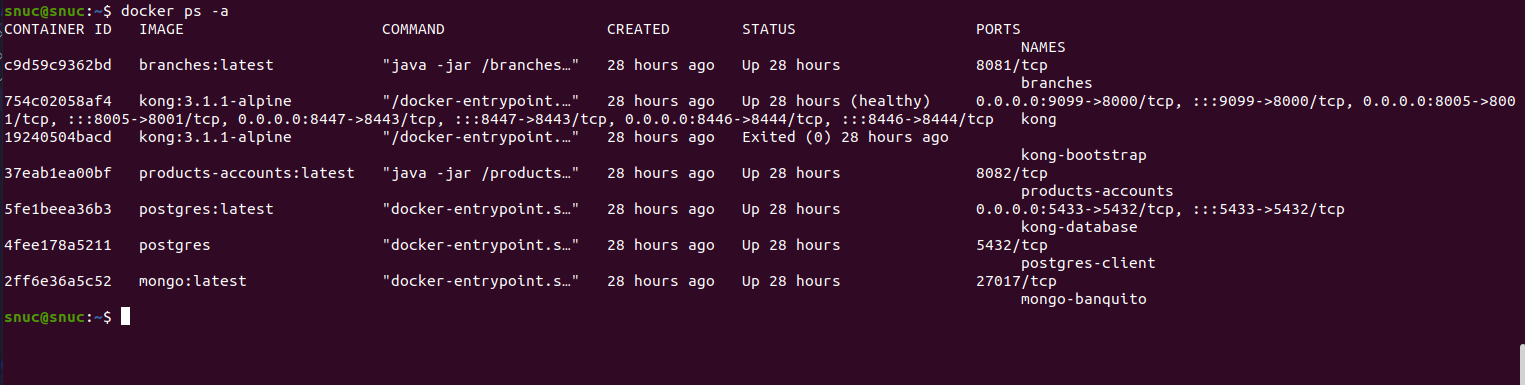 snuc@snuc:~$ docker ps -a
CONTAINER ID   IMAGE                      COMMAND                  CREATED        STATUS                    PORTS
NAMES
c9d59c9362bd   branches:latest            "java -jar /branches…"   28 hours ago   Up 28 hours               8081/tcp
branches
754c02058af4   kong:3.1.1-alpine          "/docker-entrypoint.…"   28 hours ago   Up 28 hours (healthy)     0.0.0.0:9099->8000/tcp, :::9099->8000/tcp, 0.0.0.0:8005->800
1/tcp, :::8005->8001/tcp, 0.0.0.0:8447->8443/tcp, :::8447->8443/tcp, 0.0.0.0:8446->8444/tcp, :::8446->8444/tcp   kong
19240504bacd   kong:3.1.1-alpine          "/docker-entrypoint.…"   28 hours ago   Exited (0) 28 hours ago
kong-bootstrap
37eab1ea00bf   products-accounts:latest   "java -jar /products…"   28 hours ago   Up 28 hours               8082/tcp
products-accounts
5fe1beea36b3   postgres:latest            "docker-entrypoint.s…"   28 hours ago   Up 28 hours               0.0.0.0:5433->5432/tcp, :::5433->5432/tcp
kong-database
4fee178a5211   postgres                   "docker-entrypoint.s…"   28 hours ago   Up 28 hours               5432/tcp
postgres-client
2ff6e36a5c52   mongo:latest               "docker-entrypoint.s…"   28 hours ago   Up 28 hours               27017/tcp
mongo-banquito
snuc@snuc:~$